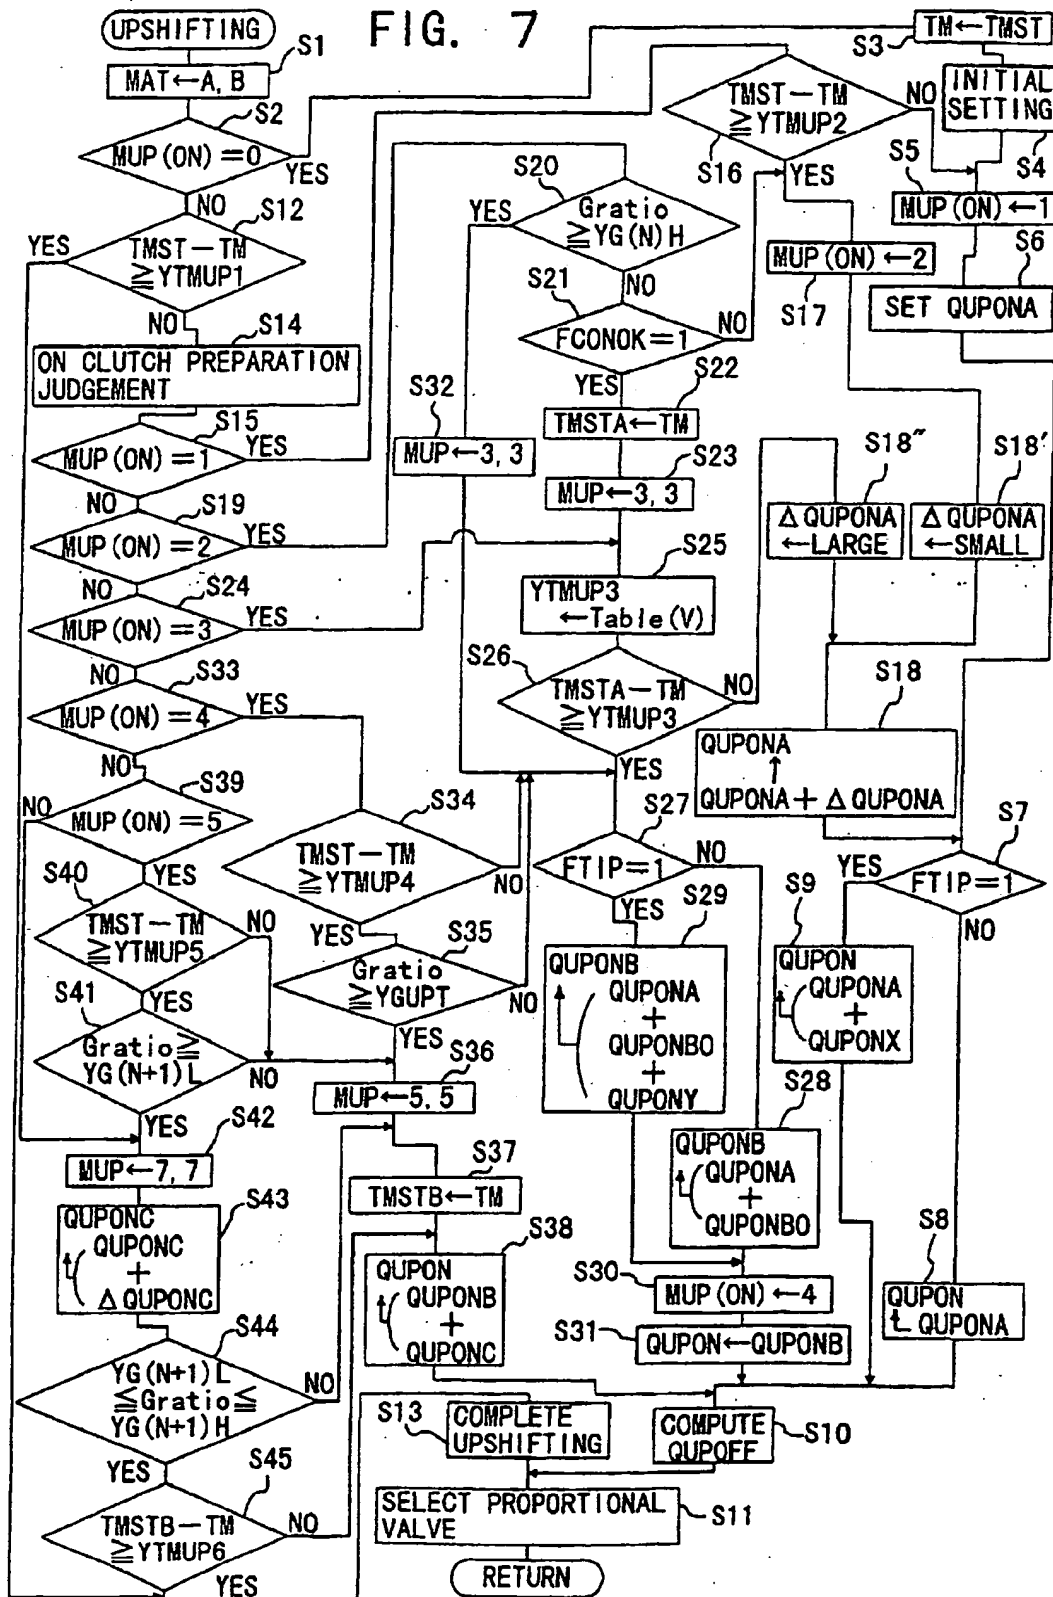 FIG. 7
UPSHIFTING
S1
MAT←A, B
S2
MUP(ON)=0
YES
NO
S3
TM←TMST
INITIAL
SETTING
S4
S5
MUP(ON)←1
S6
SET QUPONA
S12
YES
TMST−TM
≧YTMUP1
NO
S14
ON CLUTCH PREPARATION
JUDGEMENT
S15
MUP(ON)=1
YES
NO
S16
TMST−TM
≧YTMUP2
NO
YES
S17
MUP(ON)←2
S19
MUP(ON)=2
YES
NO
S20
YES
Gratio
≧YG(N)H
NO
S21
FCONOK=1
NO
YES
S22
TMSTA←TM
S23
MUP←3, 3
S32
MUP←3, 3
S18″
Δ QUPONA
←LARGE
S18′
Δ QUPONA
←SMALL
S24
MUP(ON)=3
YES
NO
S25
YTMUP3
←Table(V)
S26
TMSTA−TM
≧YTMUP3
NO
YES
S18
QUPONA
↑
QUPONA+ΔQUPONA
S33
MUP(ON)=4
YES
NO
S34
TMST−TM
≧YTMUP4
NO
YES
S35
Gratio
≧YGUPT
NO
YES
S36
MUP←5, 5
S37
TMSTB←TM
S38
QUPON
QUPONB
+
QUPONC
S39
NO
MUP(ON)=5
YES
S40
TMST−TM
≧YTMUP5
NO
YES
S41
Gratio≧
YG(N+1)L
NO
YES
S42
MUP←7, 7
S43
QUPONC
QUPONC
+
ΔQUPONC
S44
YG(N+1)L
≦Gratio≦
YG(N+1)H
NO
YES
S45
TMSTB−TM
≧YTMUP6
NO
YES
S27
FTIP=1
NO
YES
S29
QUPONB
QUPONA
+
QUPONBO
+
QUPONY
S28
QUPONB
QUPONA
+
QUPONBO
S30
MUP(ON)←4
S31
QUPON←QUPONB
S7
YES
FTIP=1
NO
S9
QUPON
QUPONA
+
QUPONX
S8
QUPON
QUPONA
S13
COMPLETE
UPSHIFTING
COMPUTE
QUPOFF
S10
SELECT PROPORTIONAL
VALVE
S11
RETURN